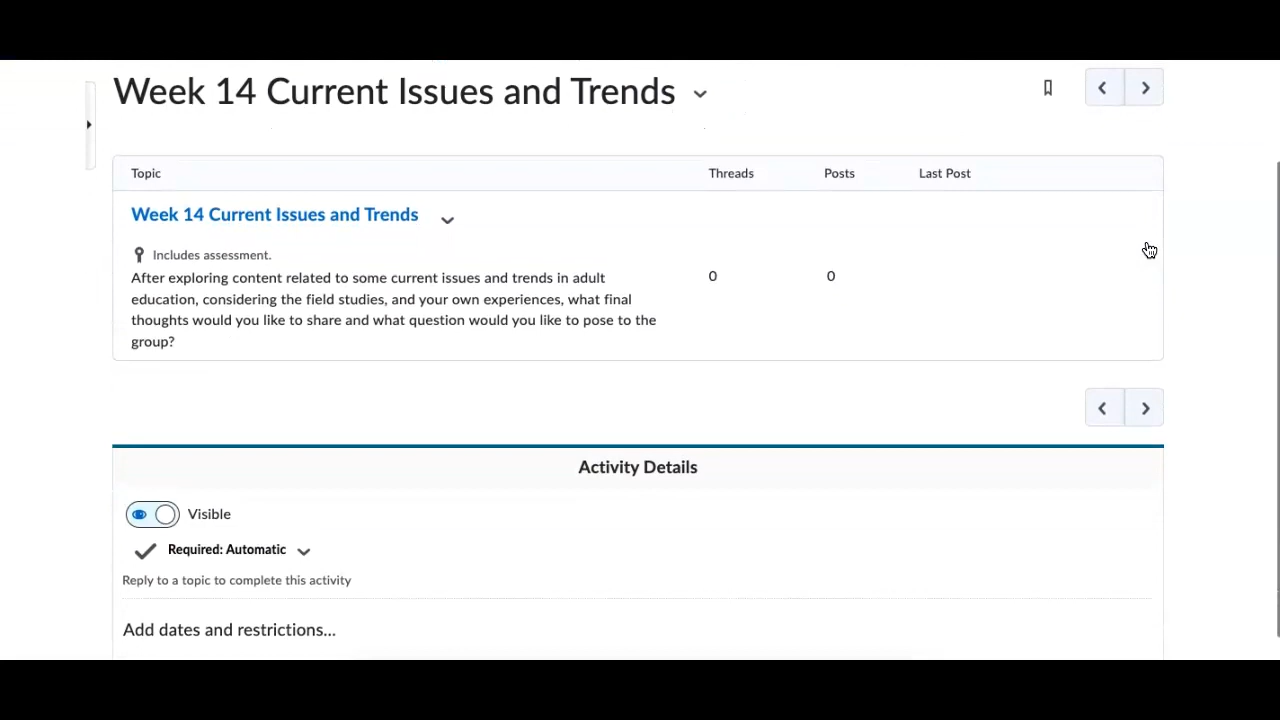 Week 14 Current Issues and Trends
Topic Threads Posts Last Post
Week 14 Current Issues and Trends
Includes assessment.
After exploring content related to some current issues and trends in adult
education, considering the field studies, and your own experiences, what final
thoughts would you like to share and what question would you like to pose to the
group?
0 0
Activity Details
Visible
Required: Automatic
Reply to a topic to complete this activity
Add dates and restrictions...